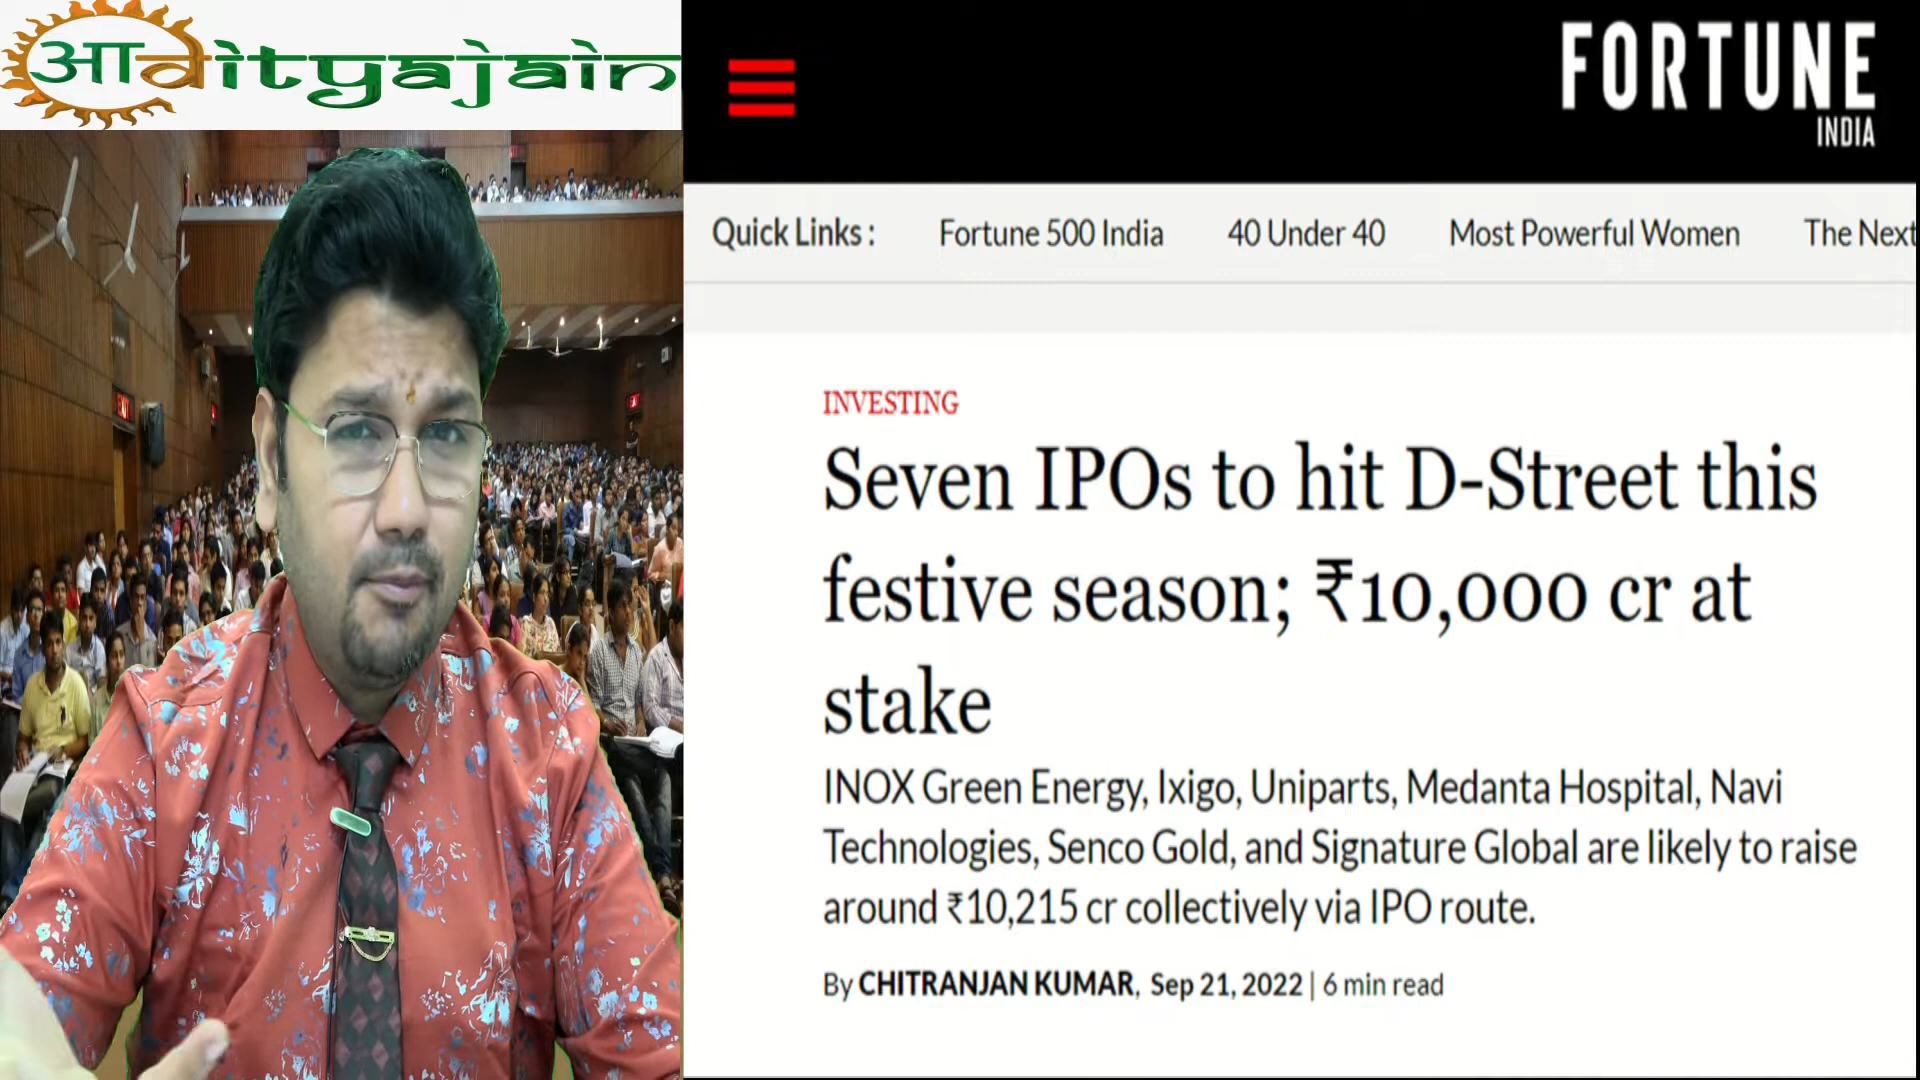 आdityajain
FORTUNE
INDIA
Quick Links : Fortune 500 India 40 Under 40 Most Powerful Women The Next
INVESTING
Seven IPOs to hit D-Street this
festive season; ₹10,000 cr at
stake
INOX Green Energy, Ixigo, Uniparts, Medanta Hospital, Navi
Technologies, Senco Gold, and Signature Global are likely to raise
around ₹10,215 cr collectively via IPO route.
By CHITRANJAN KUMAR, Sep 21, 2022 | 6 min read